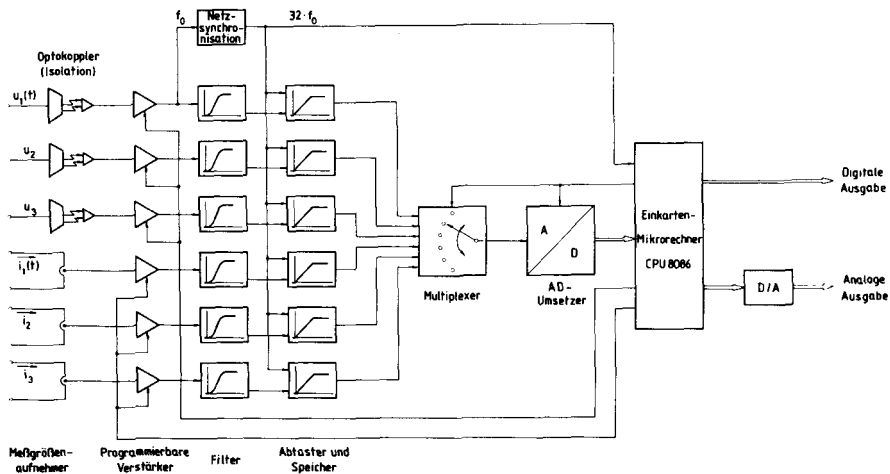 f₀
Netz-
synchro-
nisation
32·f₀
Optokoppler
(Isolation)
u₁(t)
u₂
u₃
i₁(t)
i₂
i₃
Multiplexer
A
D
AD-
Umsetzer
Einkarten-
Mikrorechner
CPU 8086
Digitale
Ausgabe
D/A
Analoge
Ausgabe
Meßgrößen-
aufnehmer
Programmierbare
Verstärker
Filter
Abtaster und
Speicher